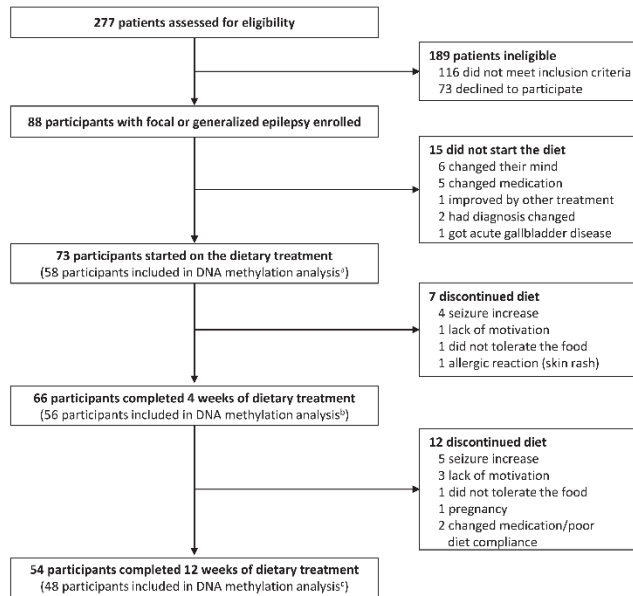 277 patients assessed for eligibility
189 patients ineligible
116 did not meet inclusion criteria
73 declined to participate
88 participants with focal or generalized epilepsy enrolled
15 did not start the diet
6 changed their mind
5 changed medication
1 improved by other treatment
2 had diagnosis changed
1 got acute gallbladder disease
73 participants started on the dietary treatment
(58 participants included in DNA methylation analysisᵃ)
7 discontinued diet
4 seizure increase
1 lack of motivation
1 did not tolerate the food
1 allergic reaction (skin rash)
66 participants completed 4 weeks of dietary treatment
(56 participants included in DNA methylation analysisᵇ)
12 discontinued diet
5 seizure increase
3 lack of motivation
1 did not tolerate the food
1 pregnancy
2 changed medication/poor
diet compliance
54 participants completed 12 weeks of dietary treatment
(48 participants included in DNA methylation analysisᶜ)